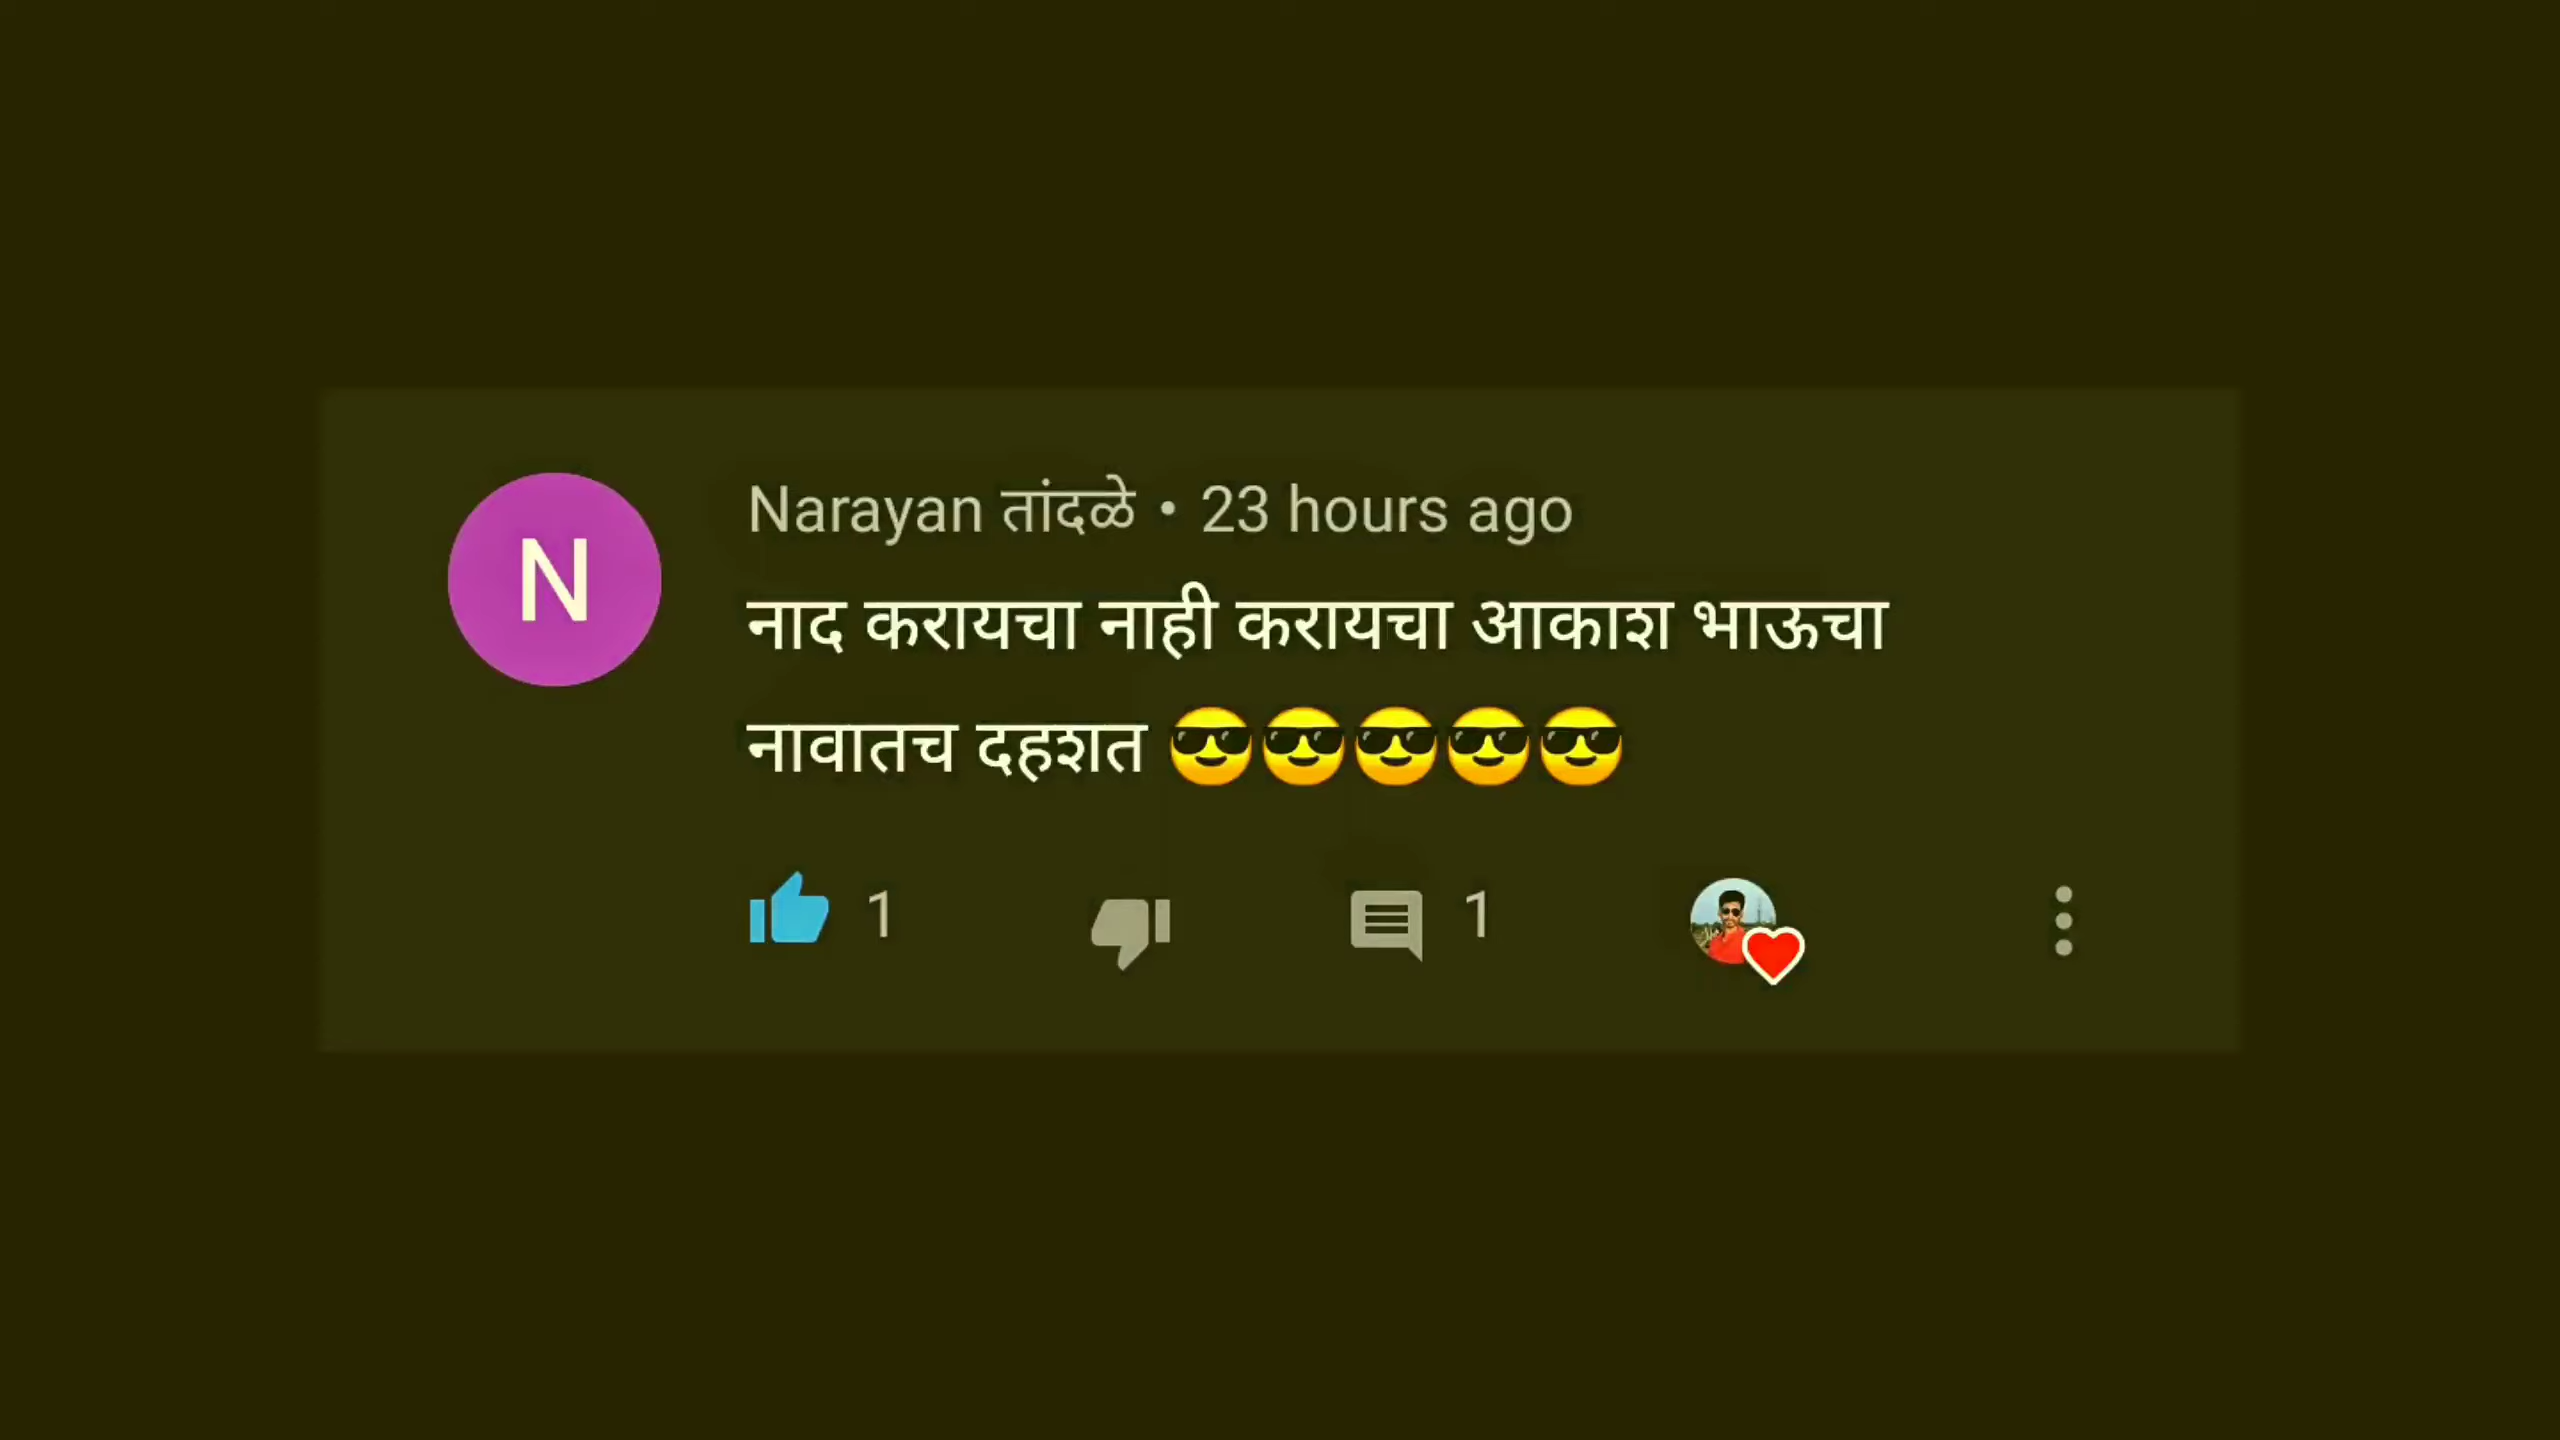 N
Narayan तांदळे • 23 hours ago
नाद करायचा नाही करायचा आकाश भाऊचा
नावातच दहशत 😎😎😎😎😎
1 1